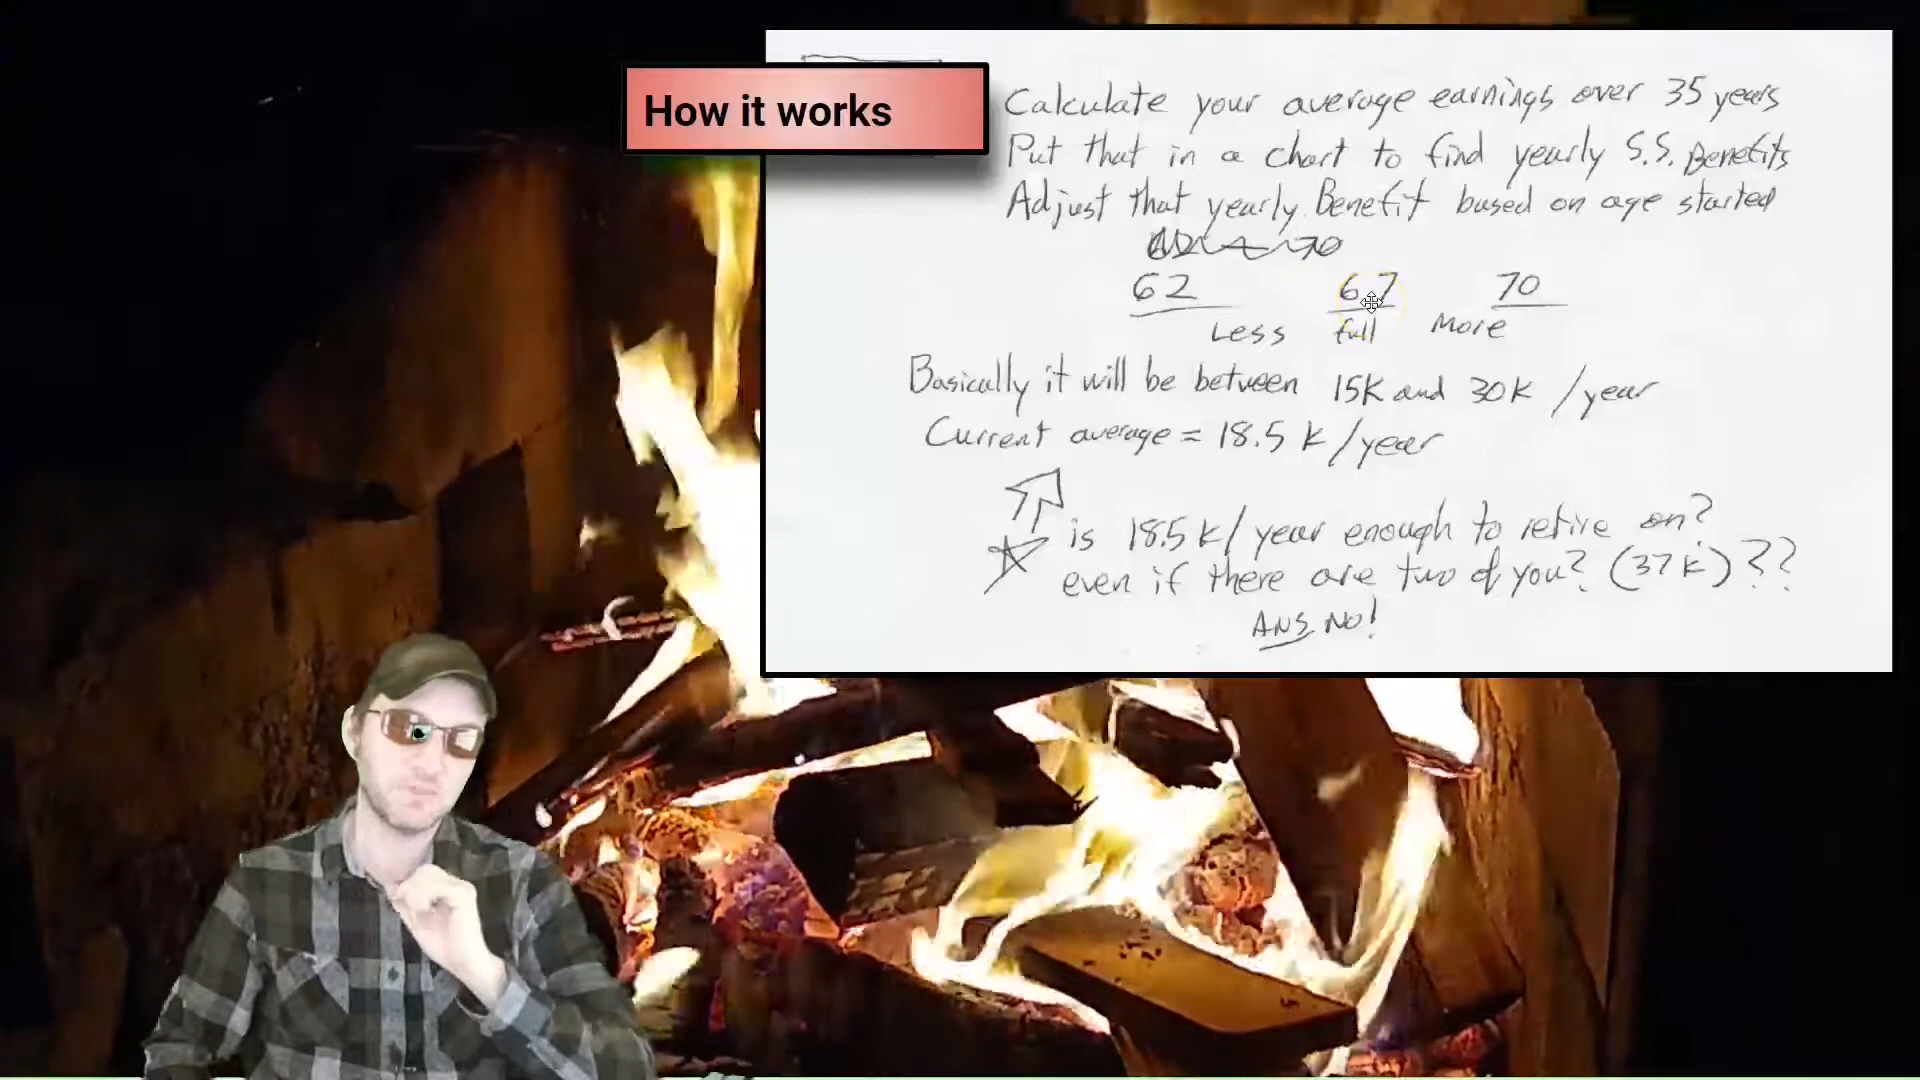 How it works
Calculate your average earnings over 35 years
Put that in a chart to find yearly S.S. Benefits
Adjust that yearly Benefit based on age started
62 67 70
Less full More
Basically it will be between 15K and 30K /year
Current average = 18.5 K/year
is 18.5 K/year enough to retire on?
even if there are two of you? (37K)??
ANS NO!